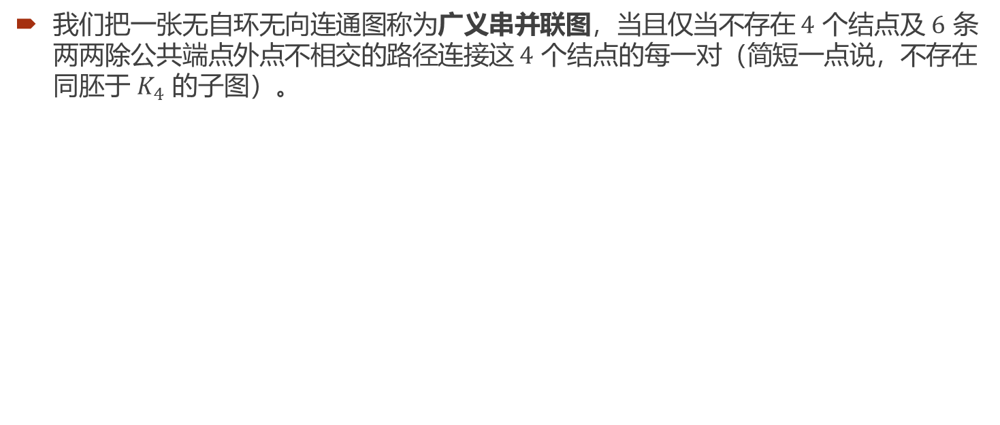 我们把一张无自环无向连通图称为广义串并联图，当且仅当不存在 4 个结点及 6 条
两两除公共端点外点不相交的路径连接这 4 个结点的每一对（简短一点说，不存在
同胚于 K₄ 的子图）。